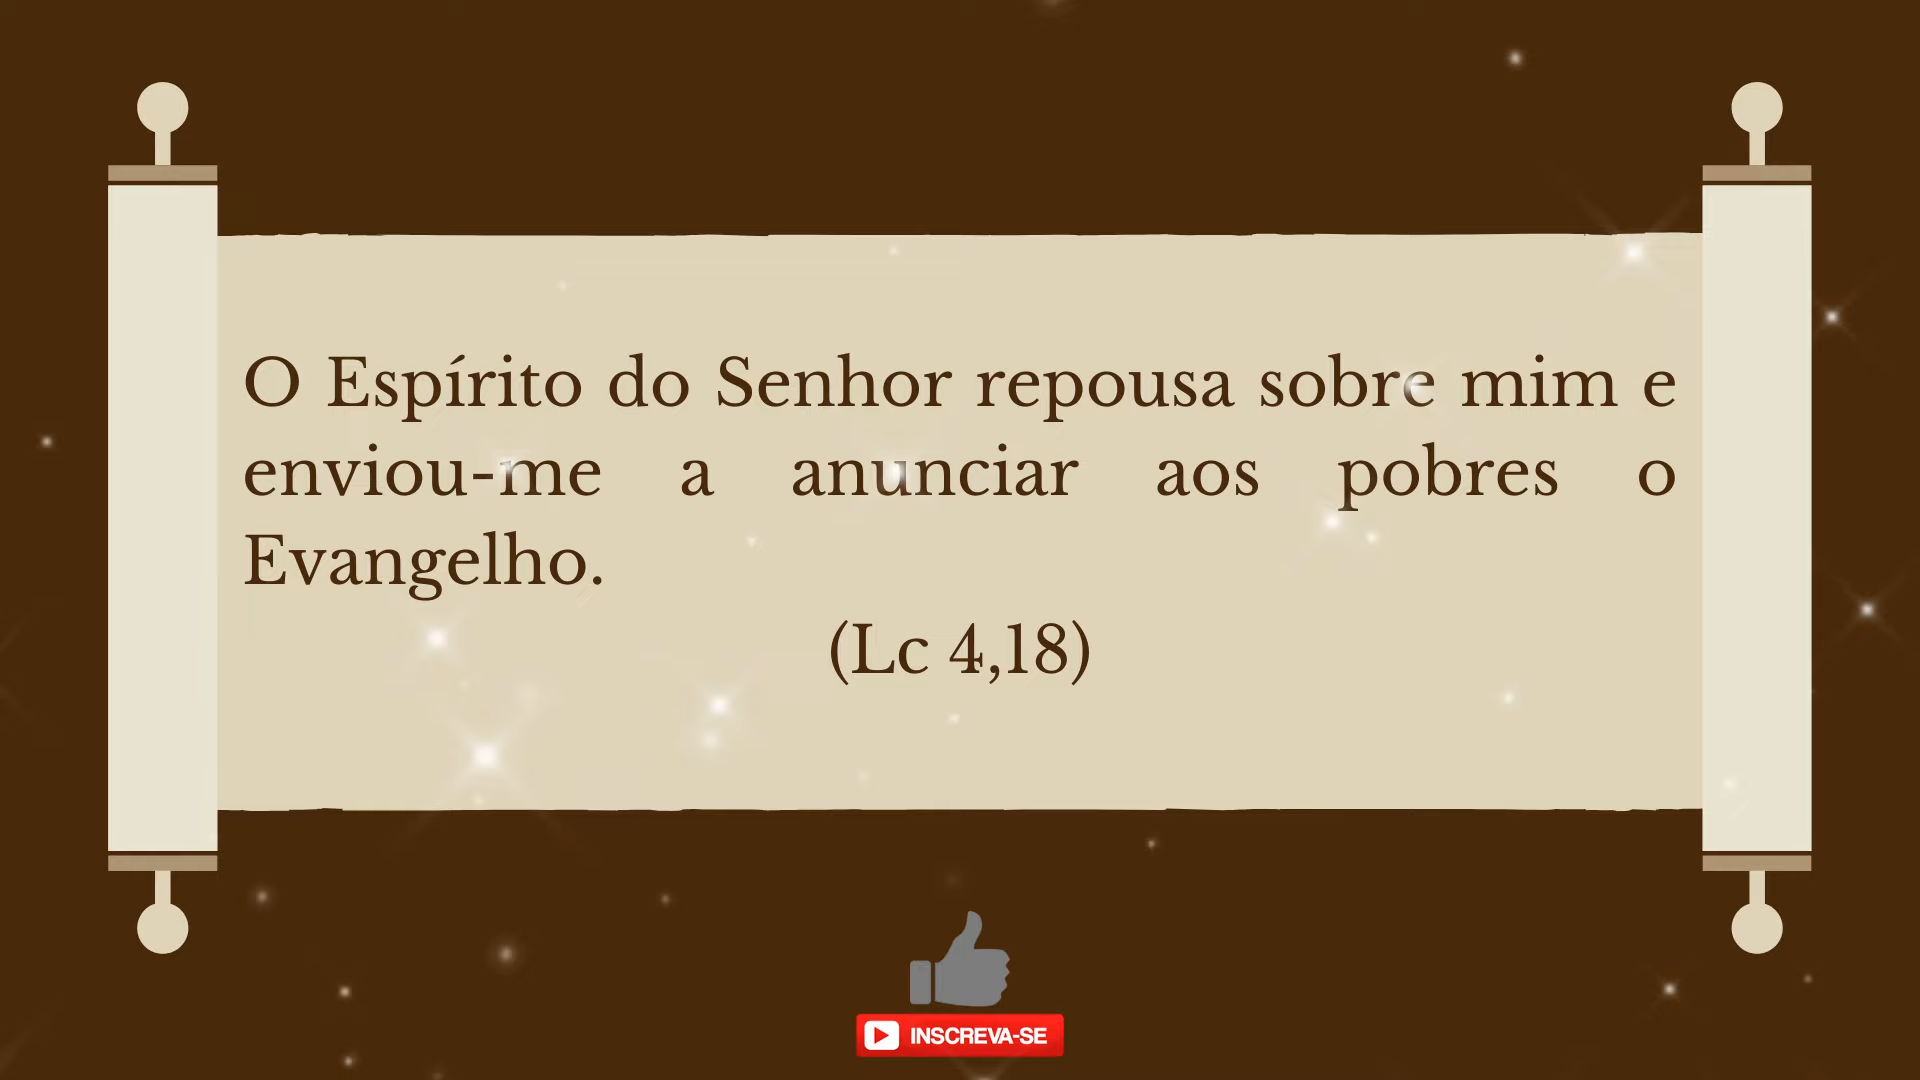 O Espírito do Senhor repousa sobre mim e
enviou-me a anunciar aos pobres o
Evangelho.
(Lc 4,18)
INSCREVA-SE